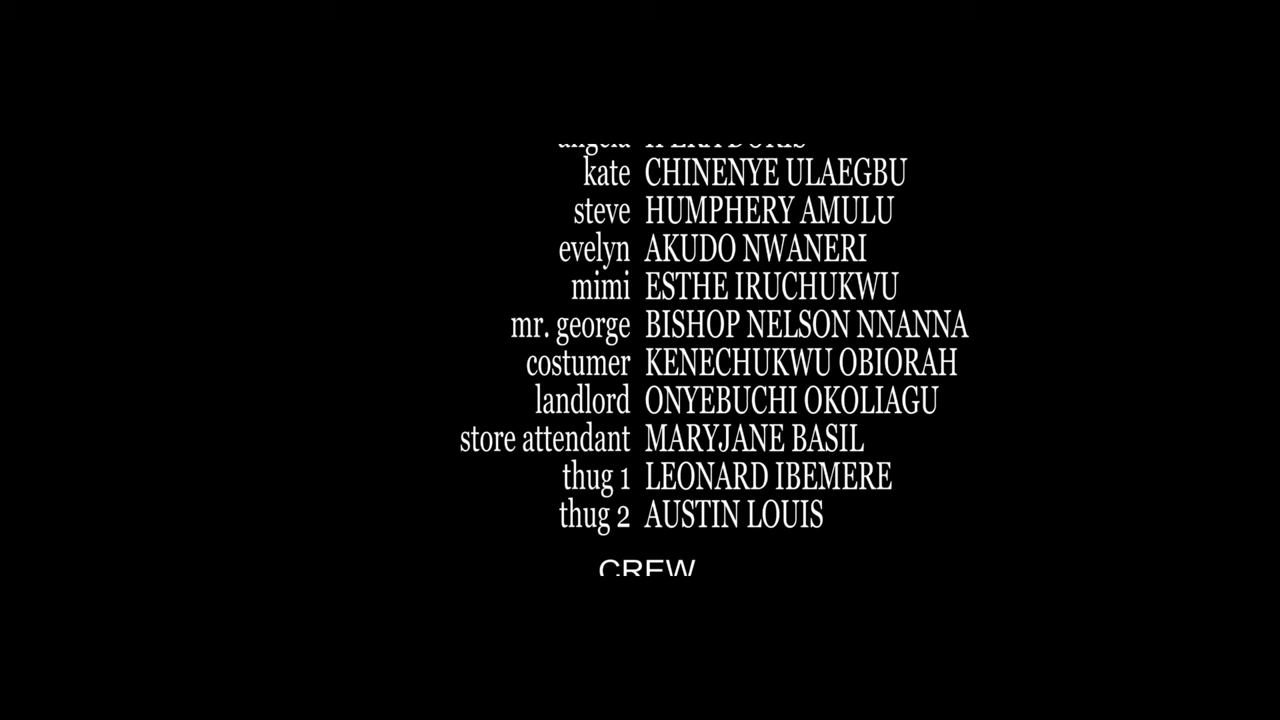 angela
kate CHINENYE ULAEGBU
steve HUMPHERY AMULU
evelyn AKUDO NWANERI
mimi ESTHE IRUCHUKWU
mr. george BISHOP NELSON NNANNA
costumer KENECHUKWU OBIORAH
landlord ONYEBUCHI OKOLIAGU
store attendant MARYJANE BASIL
thug 1 LEONARD IBEMERE
thug 2 AUSTIN LOUIS
CREW